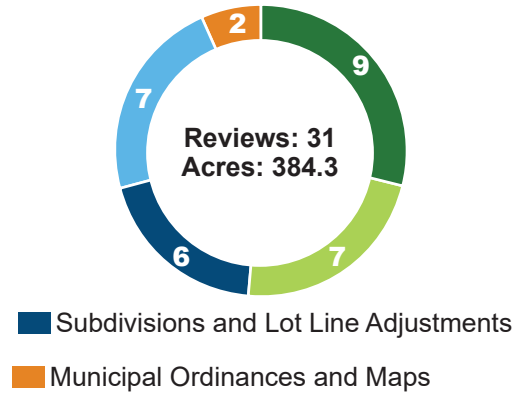 2
9
7
Reviews: 31
Acres: 384.3
6
7
Subdivisions and Lot Line Adjustments
Municipal Ordinances and Maps